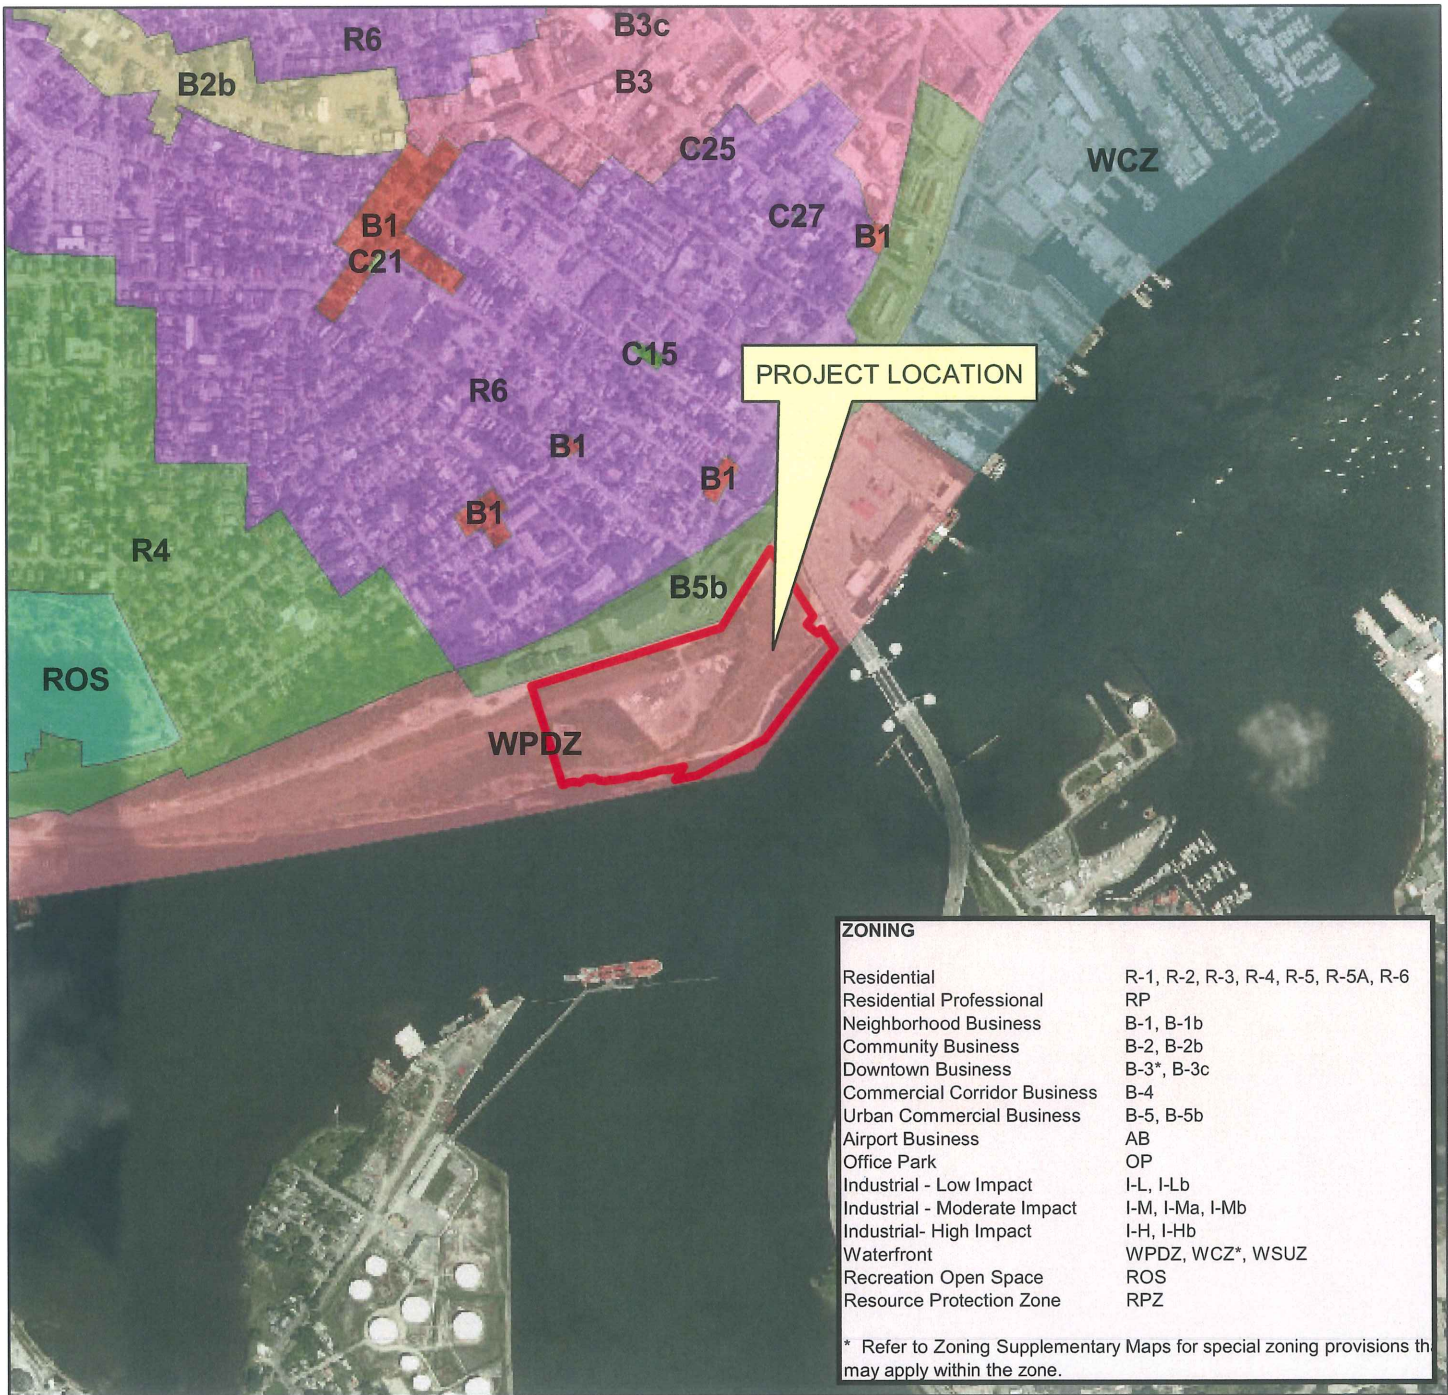 R6
B3c
B3
B2b
C25
WCZ
C27
B1
B1
C21
C15
PROJECT LOCATION
R6
B1
B1
B1
R4
B5b
ROS
WPDZ
ZONING
Residential R-1, R-2, R-3, R-4, R-5, R-5A, R-6
Residential Professional RP
Neighborhood Business B-1, B-1b
Community Business B-2, B-2b
Downtown Business B-3*, B-3c
Commercial Corridor Business B-4
Urban Commercial Business B-5, B-5b
Airport Business AB
Office Park OP
Industrial - Low Impact I-L, I-Lb
Industrial - Moderate Impact I-M, I-Ma, I-Mb
Industrial- High Impact I-H, I-Hb
Waterfront WPDZ, WCZ*, WSUZ
Recreation Open Space ROS
Resource Protection Zone RPZ
* Refer to Zoning Supplementary Maps for special zoning provisions
may apply within the zone.